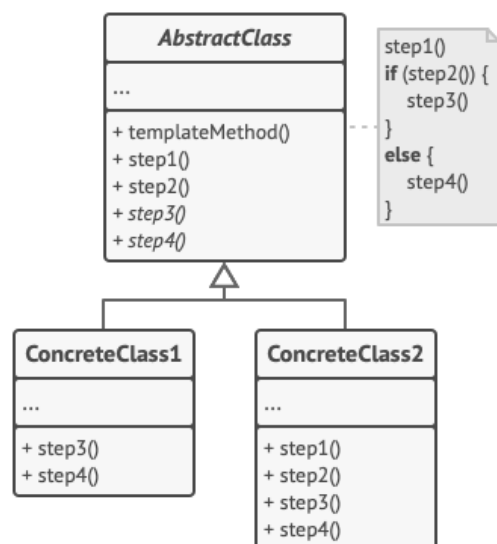 AbstractClass
...
+ templateMethod()
+ step1()
+ step2()
+ step3()
+ step4()
step1()
if (step2()) {
step3()
}
else {
step4()
}
ConcreteClass1
...
+ step3()
+ step4()
ConcreteClass2
...
+ step1()
+ step2()
+ step3()
+ step4()